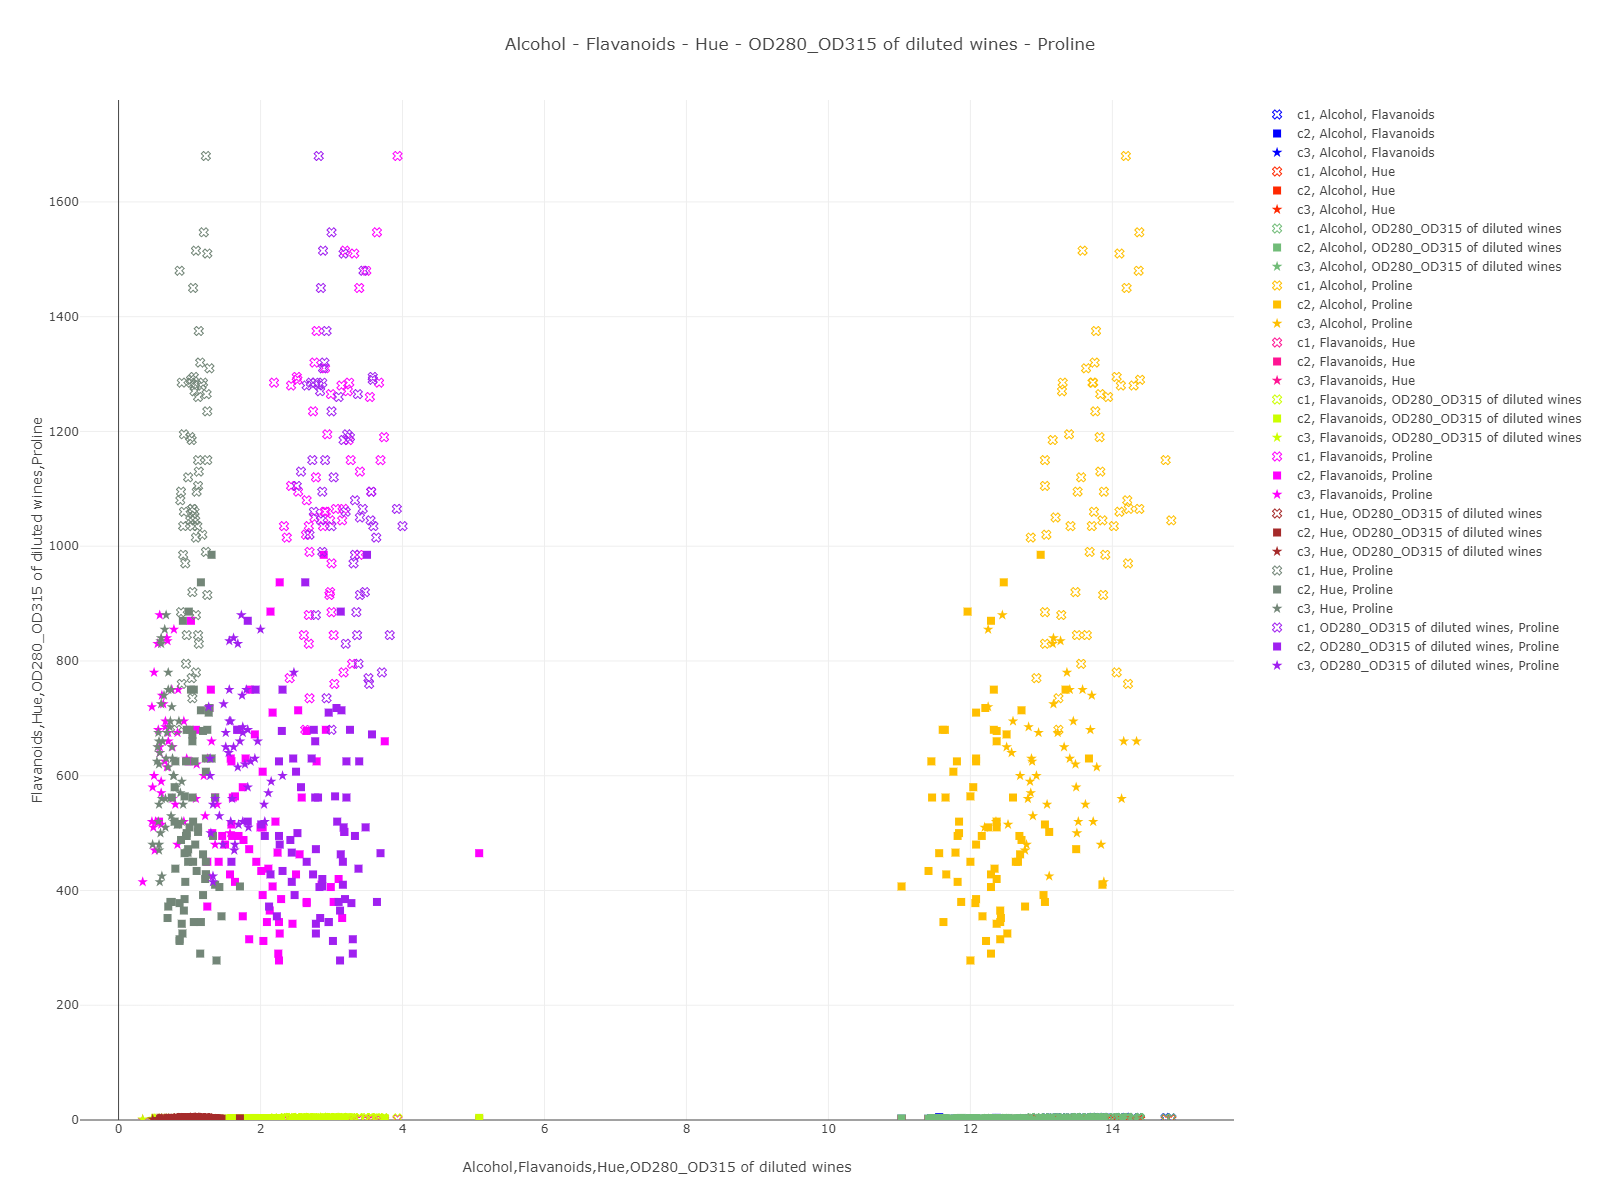 Alcohol - Flavanoids - Hue - OD280_OD315 of diluted wines - Proline
Flavanoids,Hue,OD280_OD315 of diluted wines,Proline
1600
1400
1200
1000
800
600
400
200
0
0 2 4 6 8 10 12 14
Alcohol,Flavanoids,Hue,OD280_OD315 of diluted wines
c1, Alcohol, Flavanoids
c2, Alcohol, Flavanoids
c3, Alcohol, Flavanoids
c1, Alcohol, Hue
c2, Alcohol, Hue
c3, Alcohol, Hue
c1, Alcohol, OD280_OD315 of diluted wines
c2, Alcohol, OD280_OD315 of diluted wines
c3, Alcohol, OD280_OD315 of diluted wines
c1, Alcohol, Proline
c2, Alcohol, Proline
c3, Alcohol, Proline
c1, Flavanoids, Hue
c2, Flavanoids, Hue
c3, Flavanoids, Hue
c1, Flavanoids, OD280_OD315 of diluted wines
c2, Flavanoids, OD280_OD315 of diluted wines
c3, Flavanoids, OD280_OD315 of diluted wines
c1, Flavanoids, Proline
c2, Flavanoids, Proline
c3, Flavanoids, Proline
c1, Hue, OD280_OD315 of diluted wines
c2, Hue, OD280_OD315 of diluted wines
c3, Hue, OD280_OD315 of diluted wines
c1, Hue, Proline
c2, Hue, Proline
c3, Hue, Proline
c1, OD280_OD315 of diluted wines, Proline
c2, OD280_OD315 of diluted wines, Proline
c3, OD280_OD315 of diluted wines, Proline